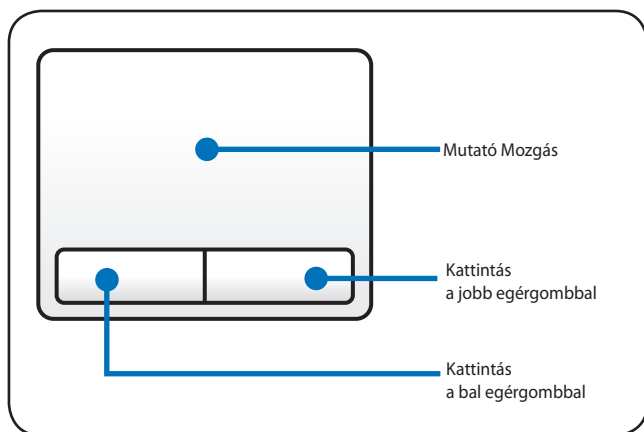 Mutató Mozgás
Kattintás
a jobb egérgombbal
Kattintás
a bal egérgombbal